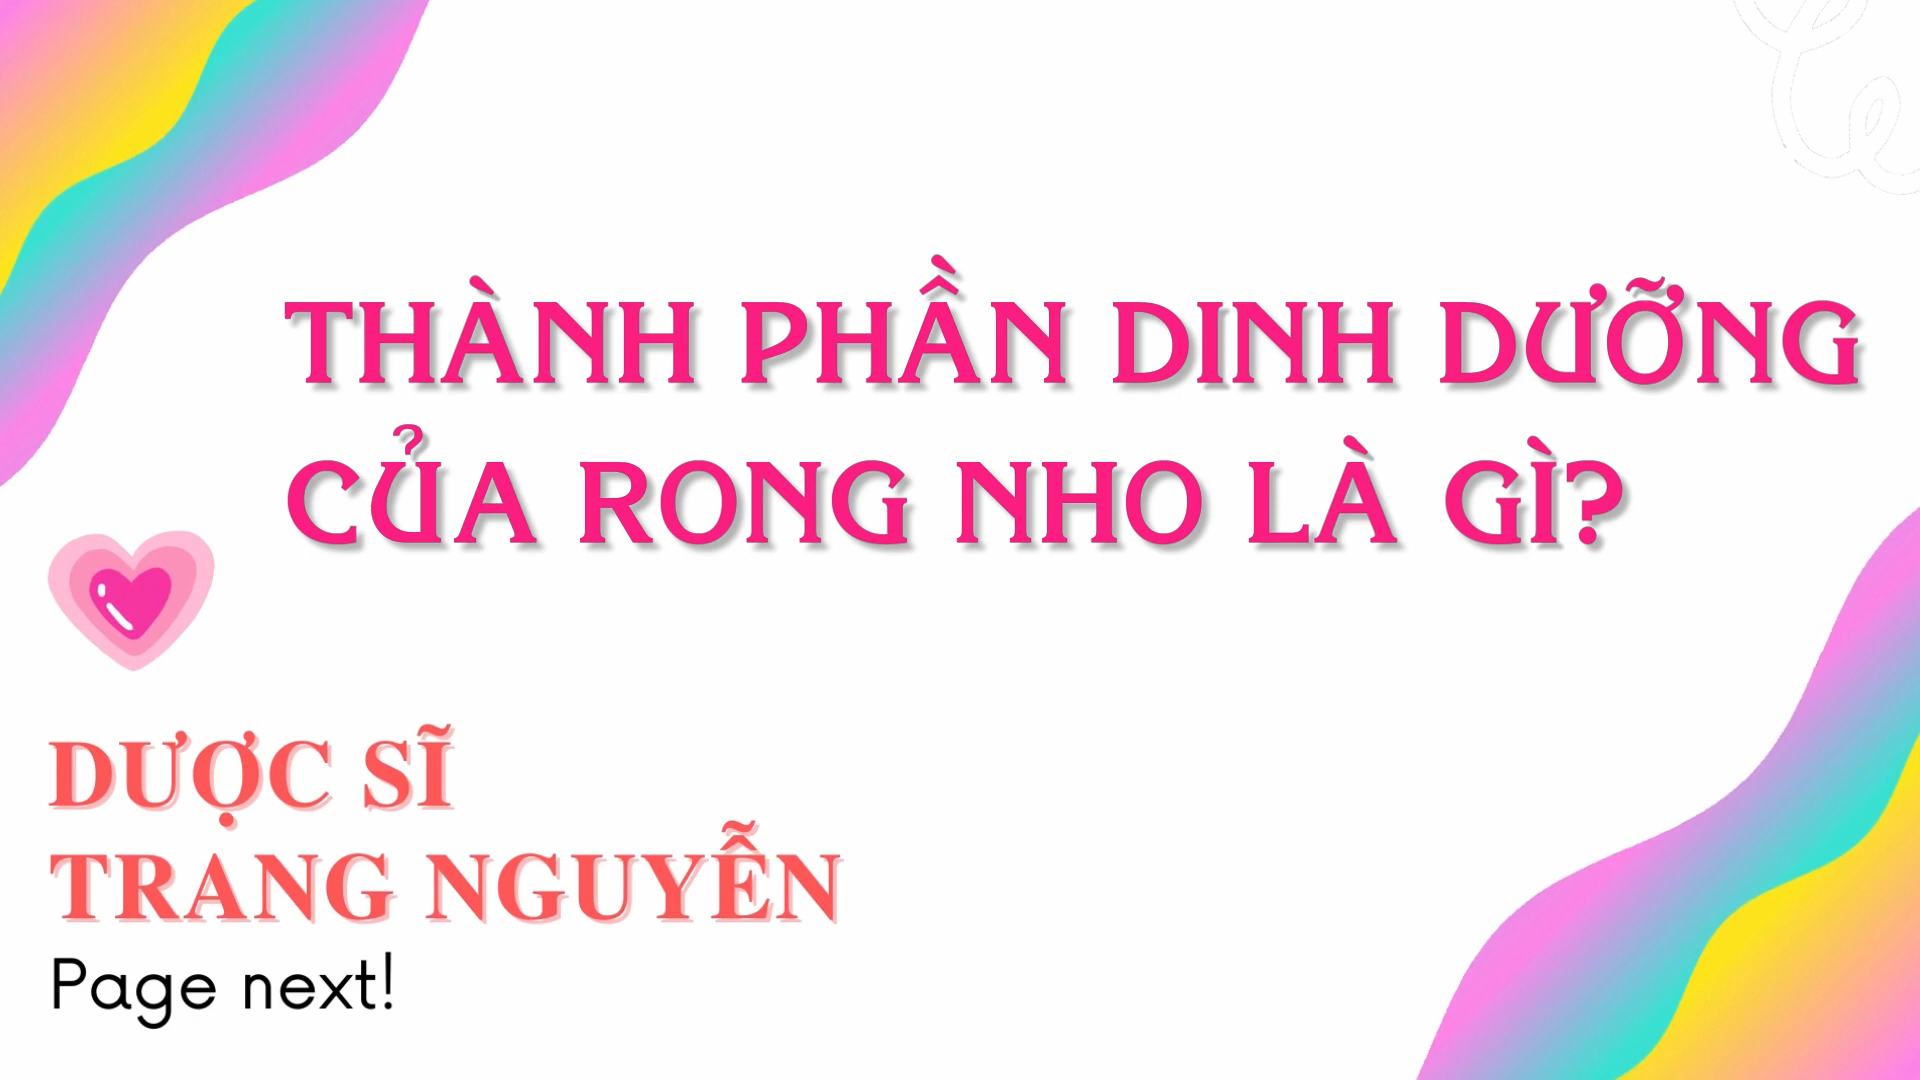 THÀNH PHẦN DINH DƯỠNG
CỦA RONG NHO LÀ GÌ?
DƯỢC SĨ
TRANG NGUYỄN
Page next!